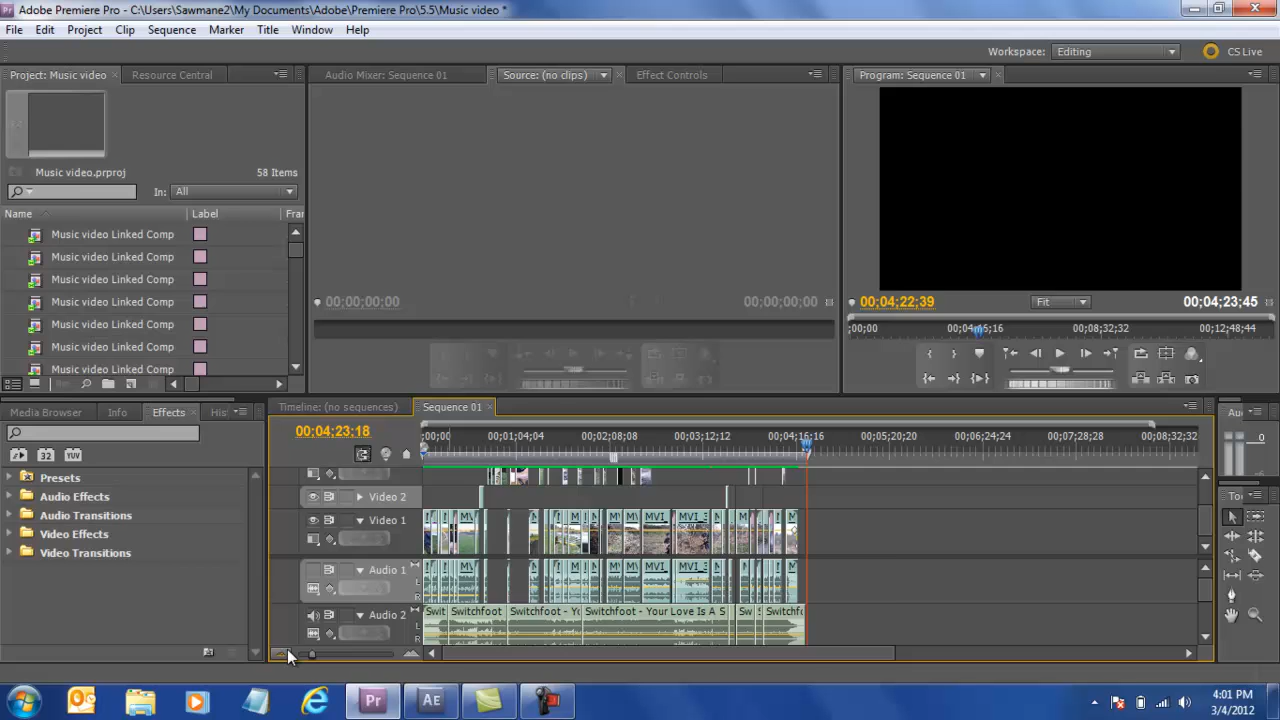 Adobe Premiere Pro - C:\Users\Sawmane2\My Documents\Adobe\Premiere Pro\5.5\Music video *
File Edit Project Clip Sequence Marker Title Window Help
Workspace: Editing CS Live
Project: Music video Resource Central Audio Mixer: Sequence 01 Source: (no clips) Effect Controls Program: Sequence 01
Music video.prproj 58 Items
In: All
Name Label Frar
Music video Linked Comp
Music video Linked Comp
Music video Linked Comp
Music video Linked Comp
Music video Linked Comp
Music video Linked Comp
Music video Linked Comp
00;00;00;00 00;00;00;00 00;04;22;39 Fit 00;04;23;45
;00;00 00;08;32;32 00;12;48;44
Media Browser Info Effects His Timeline: (no sequences) Sequence 01 Au
00;04;23;18
;00;00 00;01;04;04 00;02;08;08 00;03;12;12 00;04;16;16 00;05;20;20 00;06;24;24 00;07;28;28 00;08;32;32
0
Presets
Audio Effects
Audio Transitions
Video Effects
Video Transitions
Video 2
Video 1
Audio 1
Audio 2
L
R
L
R
MVI_ MVI_3
MVI_ MVI_3
Swit Switchfoot Switchfoot - Yo Switchfoot - Your Love Is A S Sw S Switchfo
To
4:01 PM
3/4/2012